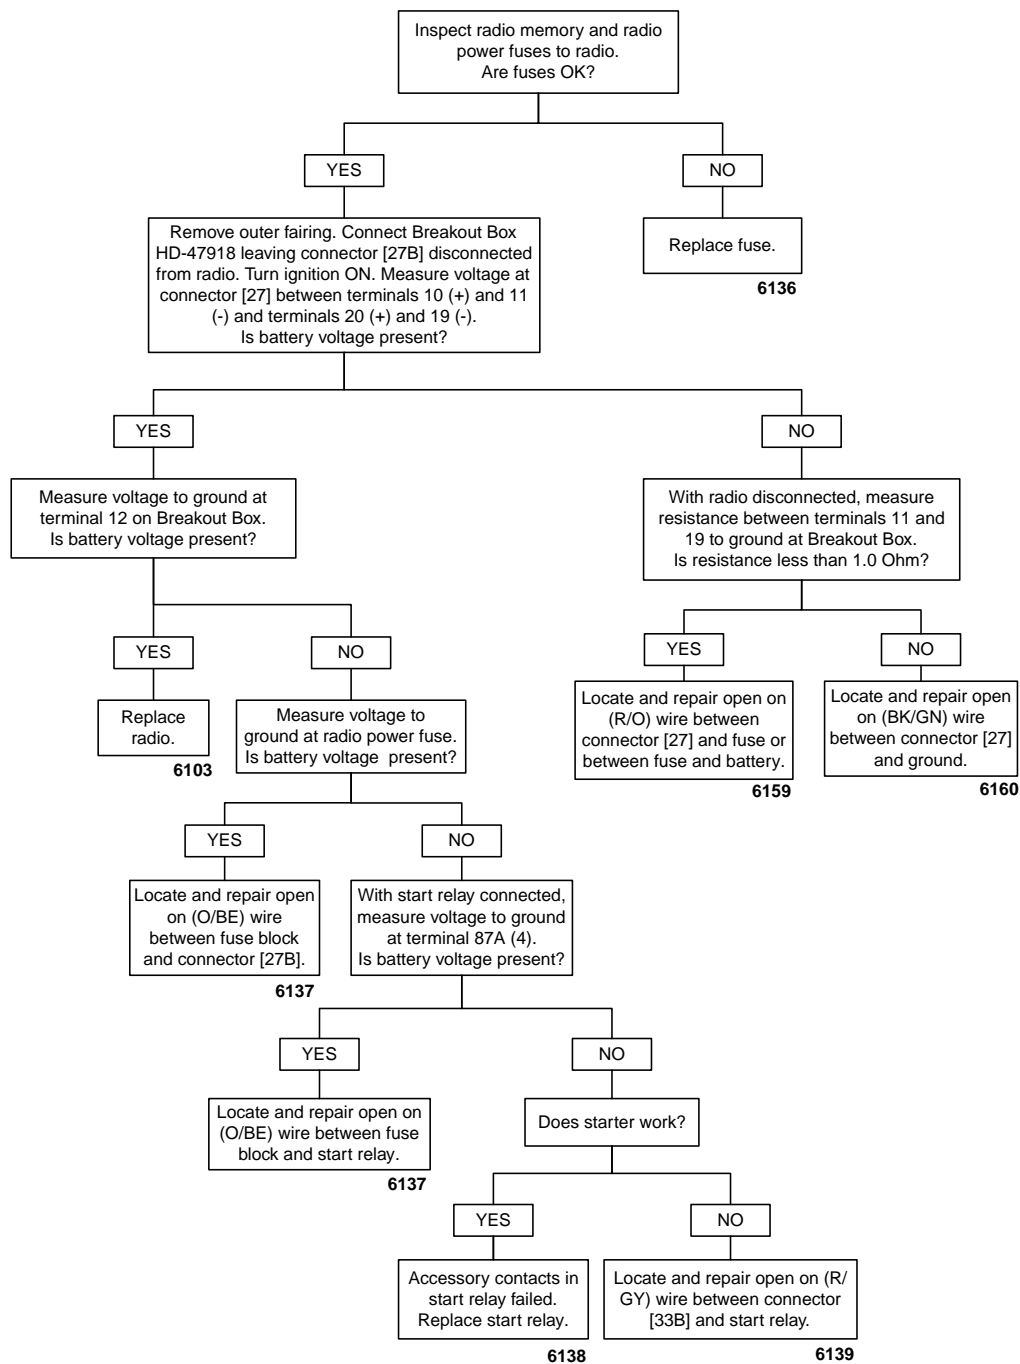 Inspect radio memory and radio
power fuses to radio.
Are fuses OK?
YES
NO
Remove outer fairing. Connect Breakout Box
HD-47918 leaving connector [27B] disconnected
from radio. Turn ignition ON. Measure voltage at
connector [27] between terminals 10 (+) and 11
(-) and terminals 20 (+) and 19 (-).
Is battery voltage present?
Replace fuse.
6136
YES
NO
Measure voltage to ground at
terminal 12 on Breakout Box.
Is battery voltage present?
With radio disconnected, measure
resistance between terminals 11 and
19 to ground at Breakout Box.
Is resistance less than 1.0 Ohm?
YES
NO
YES
NO
Replace
radio.
6103
Measure voltage to
ground at radio power fuse.
Is battery voltage  present?
Locate and repair open on
(R/O) wire between
connector [27] and fuse or
between fuse and battery.
6159
Locate and repair open
on (BK/GN) wire
between connector [27]
and ground.
6160
YES
NO
Locate and repair open
on (O/BE) wire
between fuse block
and connector [27B].
6137
With start relay connected,
measure voltage to ground
at terminal 87A (4).
Is battery voltage present?
YES
NO
Locate and repair open on
(O/BE) wire between fuse
block and start relay.
6137
Does starter work?
YES
NO
Accessory contacts in
start relay failed.
Replace start relay.
6138
Locate and repair open on (R/
GY) wire between connector
[33B] and start relay.
6139